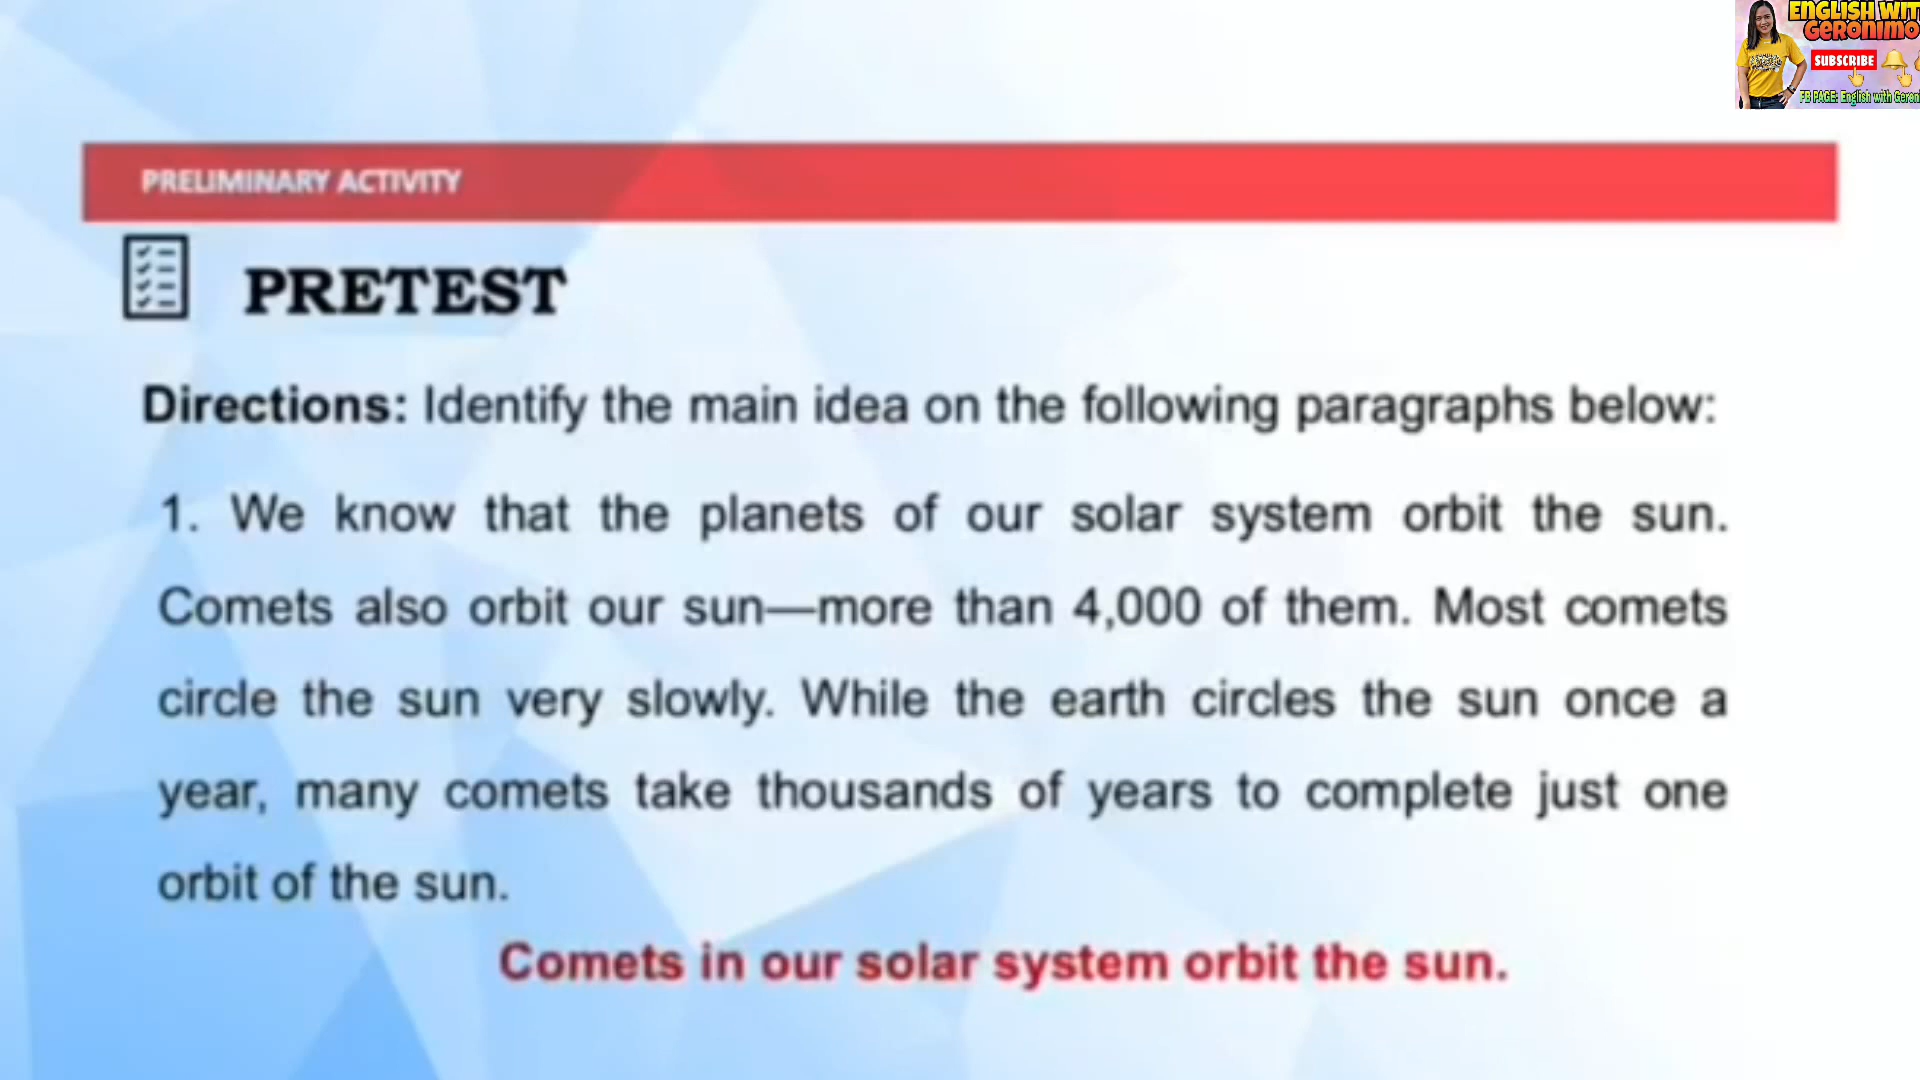 ENGLISH WIT
GERONIMO
SUBSCRIBE
FB PAGE: English with Geroni
PRELIMINARY ACTIVITY
PRETEST
Directions: Identify the main idea on the following paragraphs below:
1. We know that the planets of our solar system orbit the sun.
Comets also orbit our sun—more than 4,000 of them. Most comets
circle the sun very slowly. While the earth circles the sun once a
year, many comets take thousands of years to complete just one
orbit of the sun.
Comets in our solar system orbit the sun.